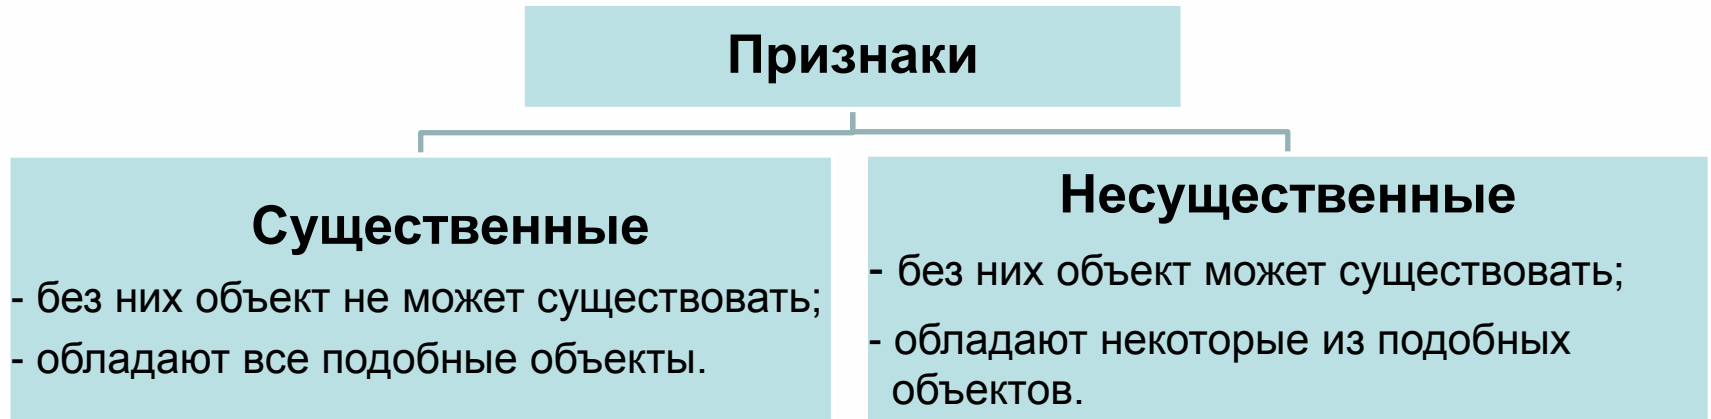 Признаки
Существенные
- без них объект не может существовать;
- обладают все подобные объекты.
Несущественные
- без них объект может существовать;
- обладают некоторые из подобных
объектов.